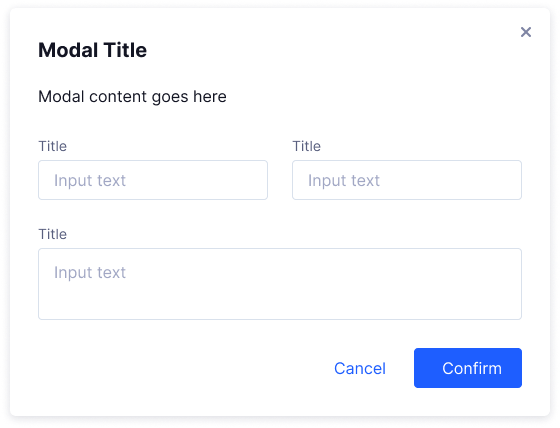 Modal Title
Modal content goes here
Title Title
Input text Input text
Title
Input text
Cancel Confirm